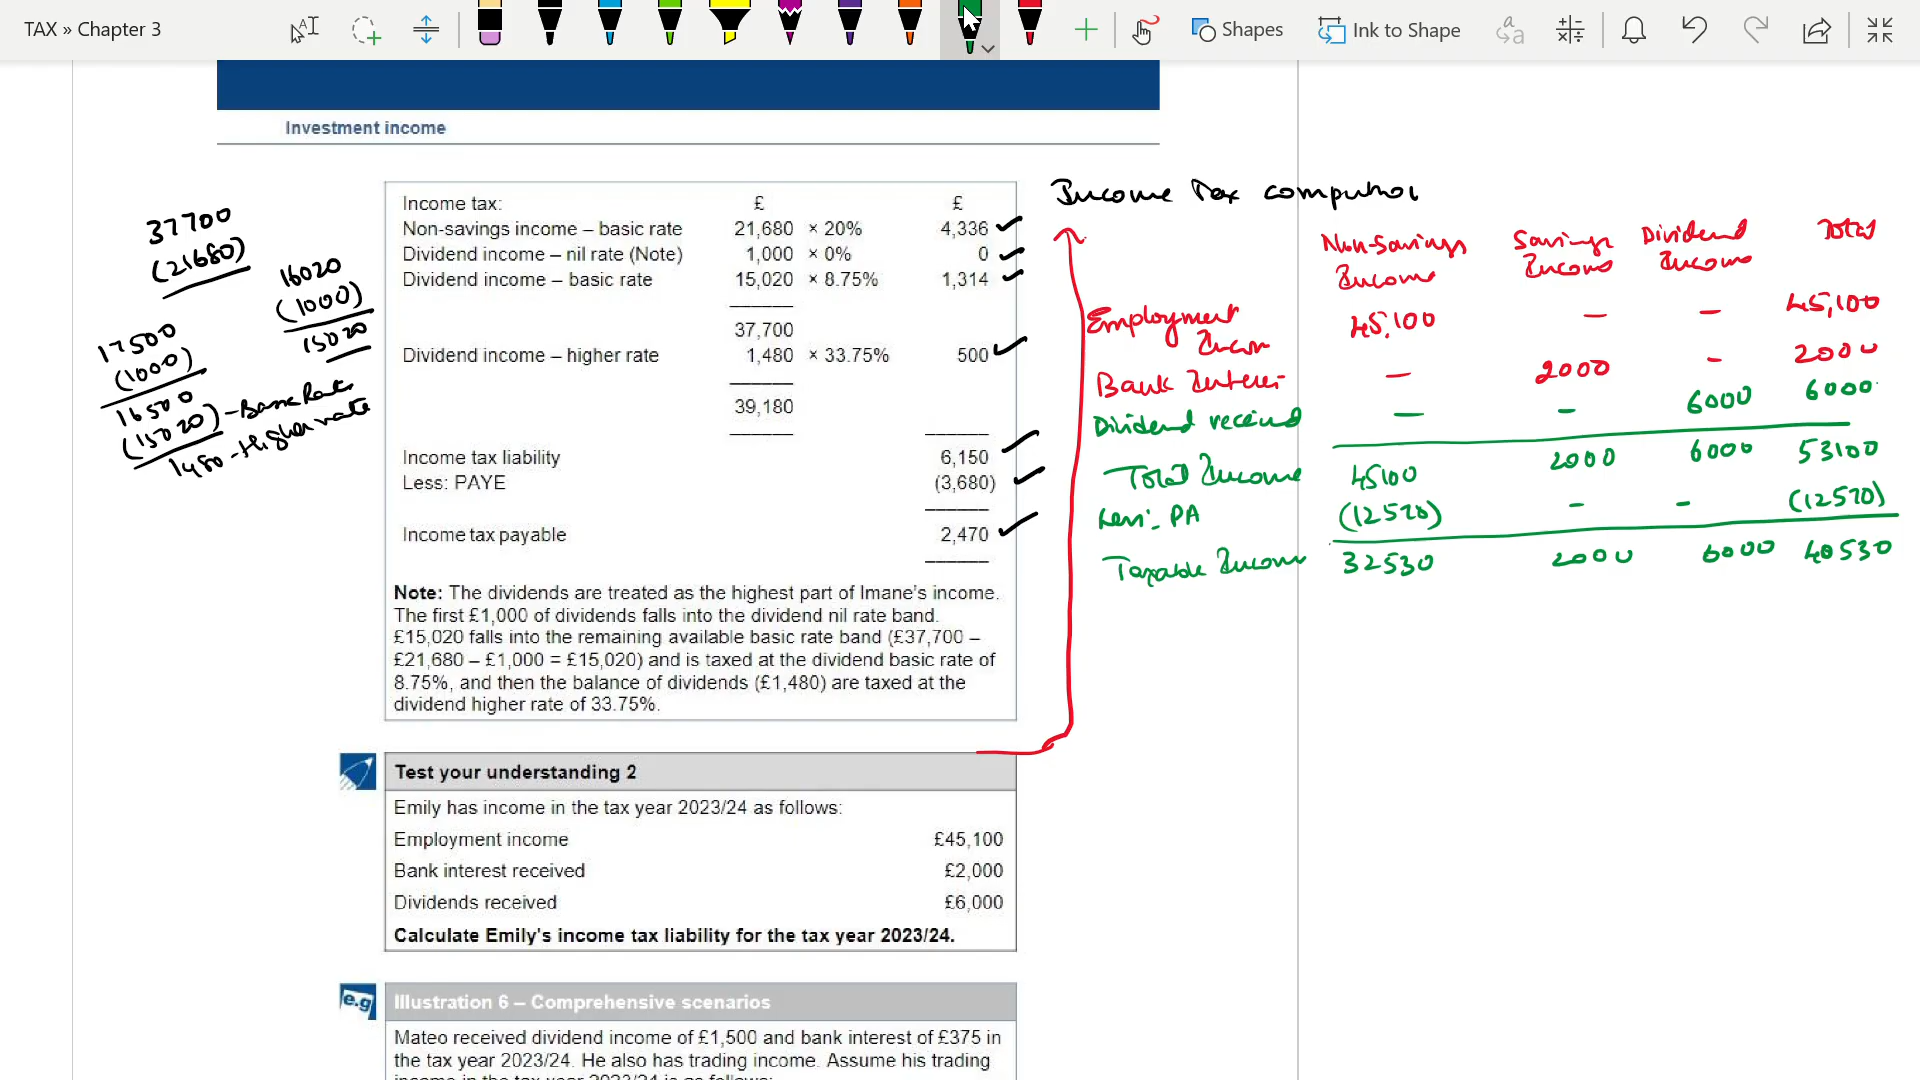 TAX » Chapter 3
Shapes
Ink to Shape
Investment income
Income tax: £ £
Non-savings income – basic rate 21,680 × 20% 4,336
Dividend income – nil rate (Note) 1,000 × 0% 0
Dividend income – basic rate 15,020 × 8.75% 1,314
37,700
Dividend income – higher rate 1,480 × 33.75% 500
39,180
Income tax liability 6,150
Less: PAYE (3,680)
Income tax payable 2,470
Note: The dividends are treated as the highest part of Imane's income.
The first £1,000 of dividends falls into the dividend nil rate band.
£15,020 falls into the remaining available basic rate band (£37,700 –
£21,680 – £1,000 = £15,020) and is taxed at the dividend basic rate of
8.75%, and then the balance of dividends (£1,480) are taxed at the
dividend higher rate of 33.75%.
37700
(21680)
16020
(1000)
15020
17500
(1000)
16500
(15020) - Basic Rate
1480 - Higher rate
Income Tax
Non-Savings Income
Savings Income
Dividend Income
Total
Employment Income 45,100 – – 45,100
Bank Interest – 2000 – 2000
Dividend received – – 6000 6000
Total Income 45100 2000 6000 53100
Less:- PA (12570) – – (12570)
Taxable Income 32530 2000 6000 40530
Test your understanding 2
Emily has income in the tax year 2023/24 as follows:
Employment income £45,100
Bank interest received £2,000
Dividends received £6,000
Calculate Emily's income tax liability for the tax year 2023/24.
e.g
Illustration 6 – Comprehensive scenarios
Mateo received dividend income of £1,500 and bank interest of £375 in
the tax year 2023/24. He also has trading income. Assume his trading
income in the tax year 2023/24 is as follows: